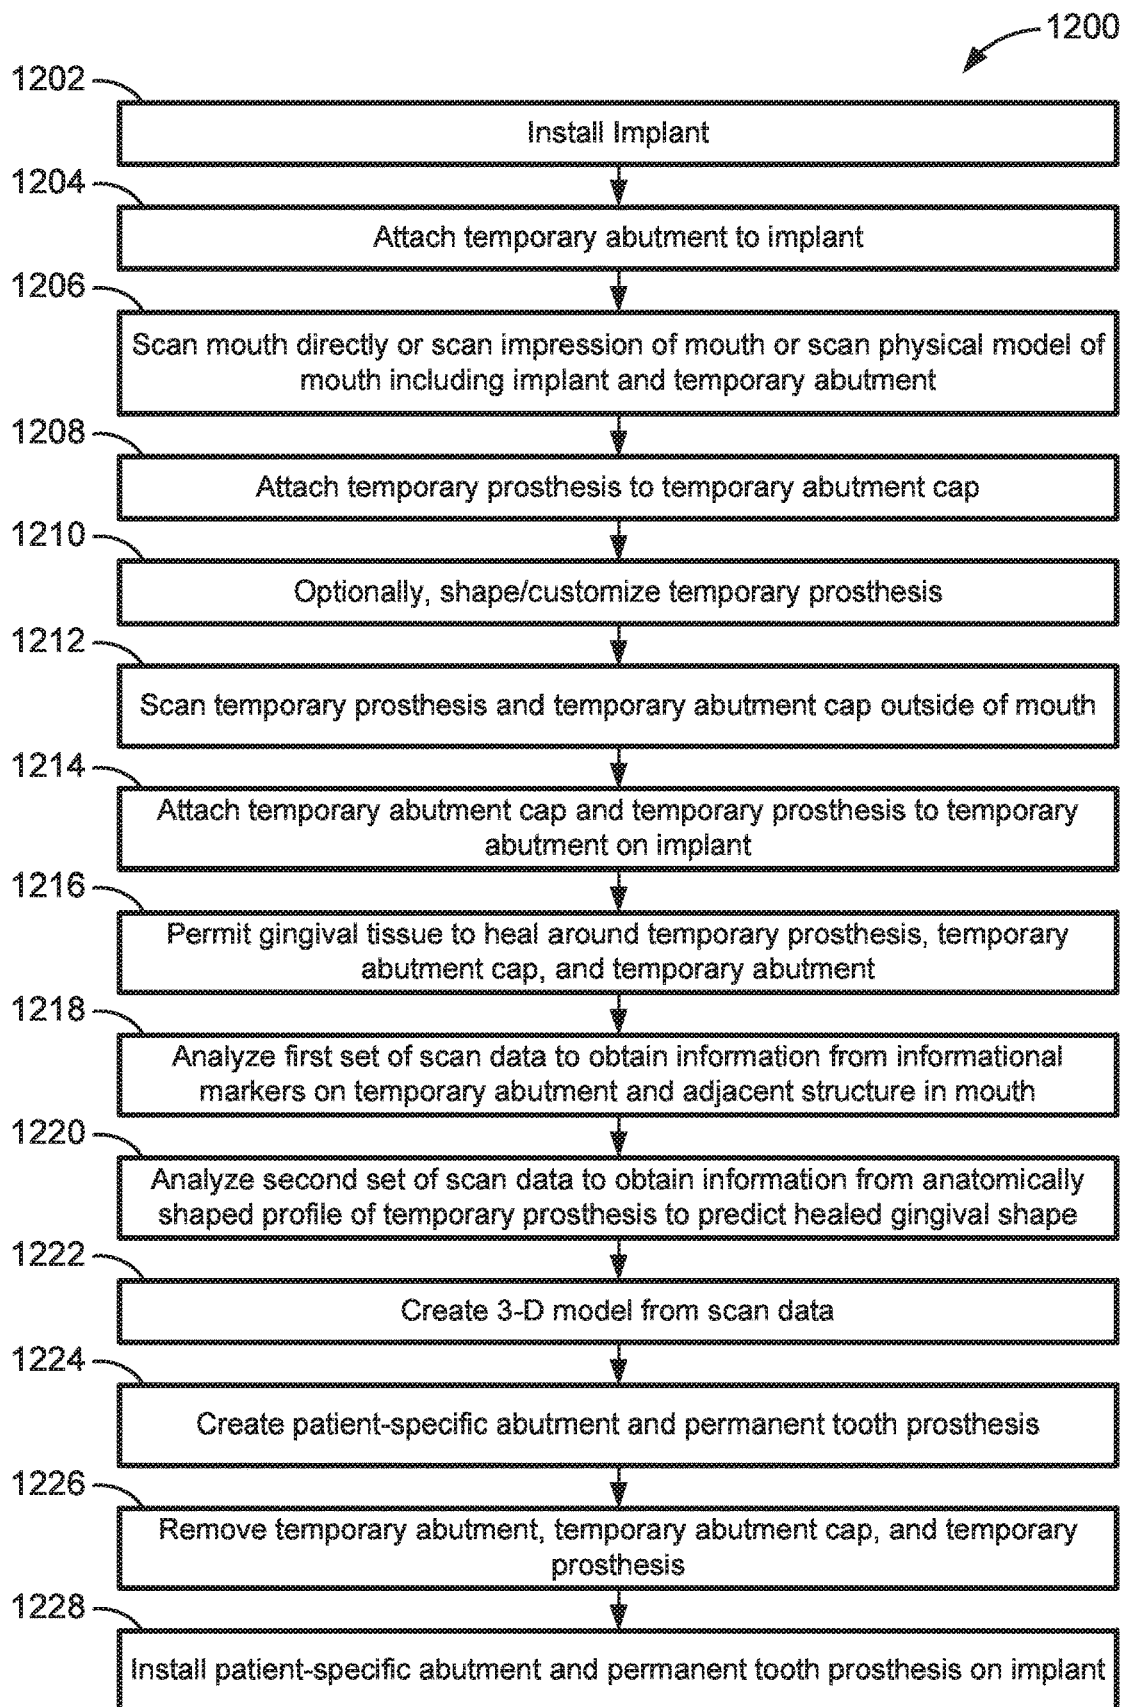 1200
1202
Install Implant
1204
Attach temporary abutment to implant
1206
Scan mouth directly or scan impression of mouth or scan physical model of
mouth including implant and temporary abutment
1208
Attach temporary prosthesis to temporary abutment cap
1210
Optionally, shape/customize temporary prosthesis
1212
Scan temporary prosthesis and temporary abutment cap outside of mouth
1214
Attach temporary abutment cap and temporary prosthesis to temporary
abutment on implant
1216
Permit gingival tissue to heal around temporary prosthesis, temporary
abutment cap, and temporary abutment
1218
Analyze first set of scan data to obtain information from informational
markers on temporary abutment and adjacent structure in mouth
1220
Analyze second set of scan data to obtain information from anatomically
shaped profile of temporary prosthesis to predict healed gingival shape
1222
Create 3-D model from scan data
1224
Create patient-specific abutment and permanent tooth prosthesis
1226
Remove temporary abutment, temporary abutment cap, and temporary
prosthesis
1228
Install patient-specific abutment and permanent tooth prosthesis on implant